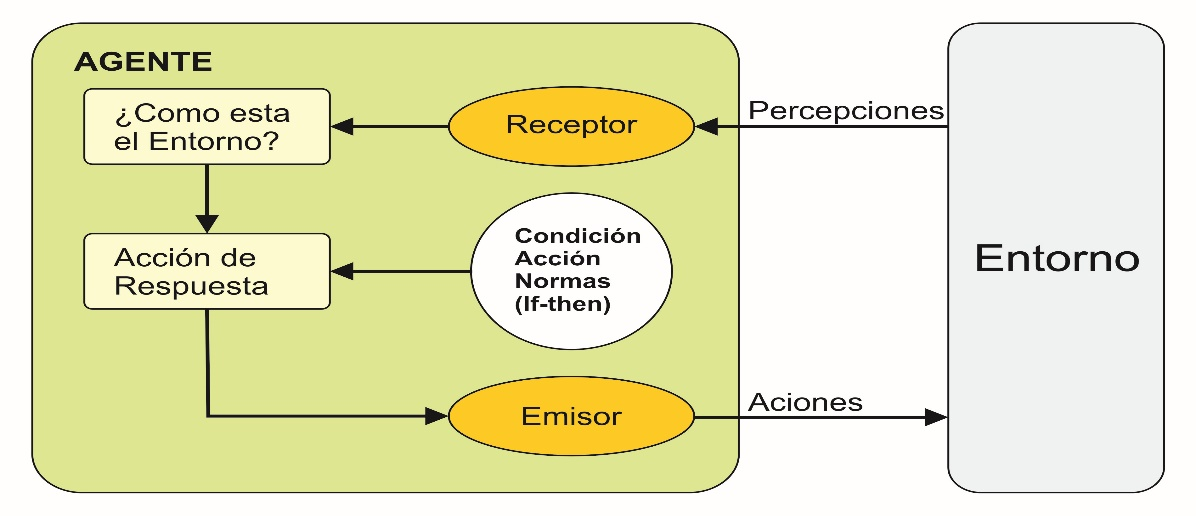 AGENTE
¿Como esta
el Entorno?
Receptor
Percepciones
Condición
Acción
Normas
(If-then)
Acción de
Respuesta
Entorno
Emisor
Aciones